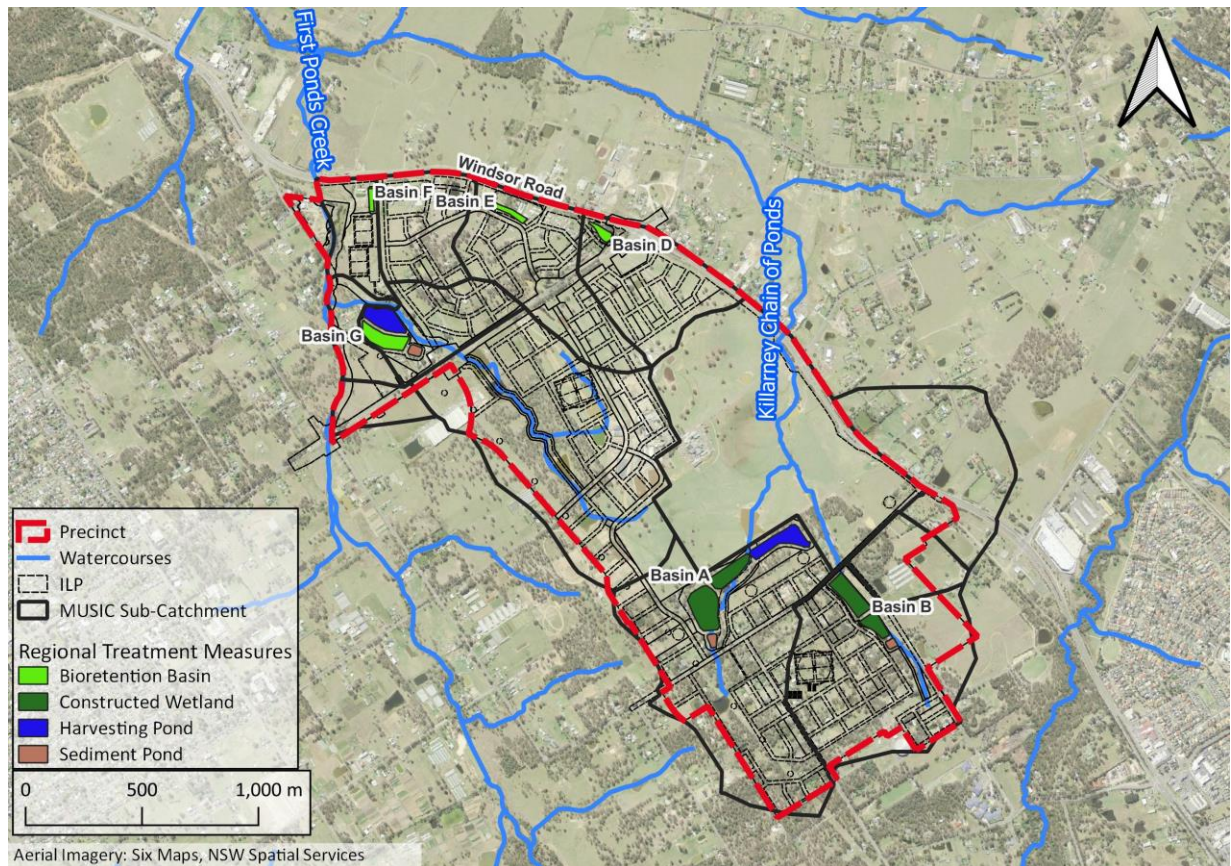 First Ponds Creek
Windsor Road
Basin F
Basin E
Basin D
Killarney Chain of Ponds
Basin G
Basin A
Basin B
Precinct
Watercourses
ILP
MUSIC Sub-Catchment
Regional Treatment Measures
Bioretention Basin
Constructed Wetland
Harvesting Pond
Sediment Pond
0 500 1,000 m
Aerial Imagery: Six Maps, NSW Spatial Services